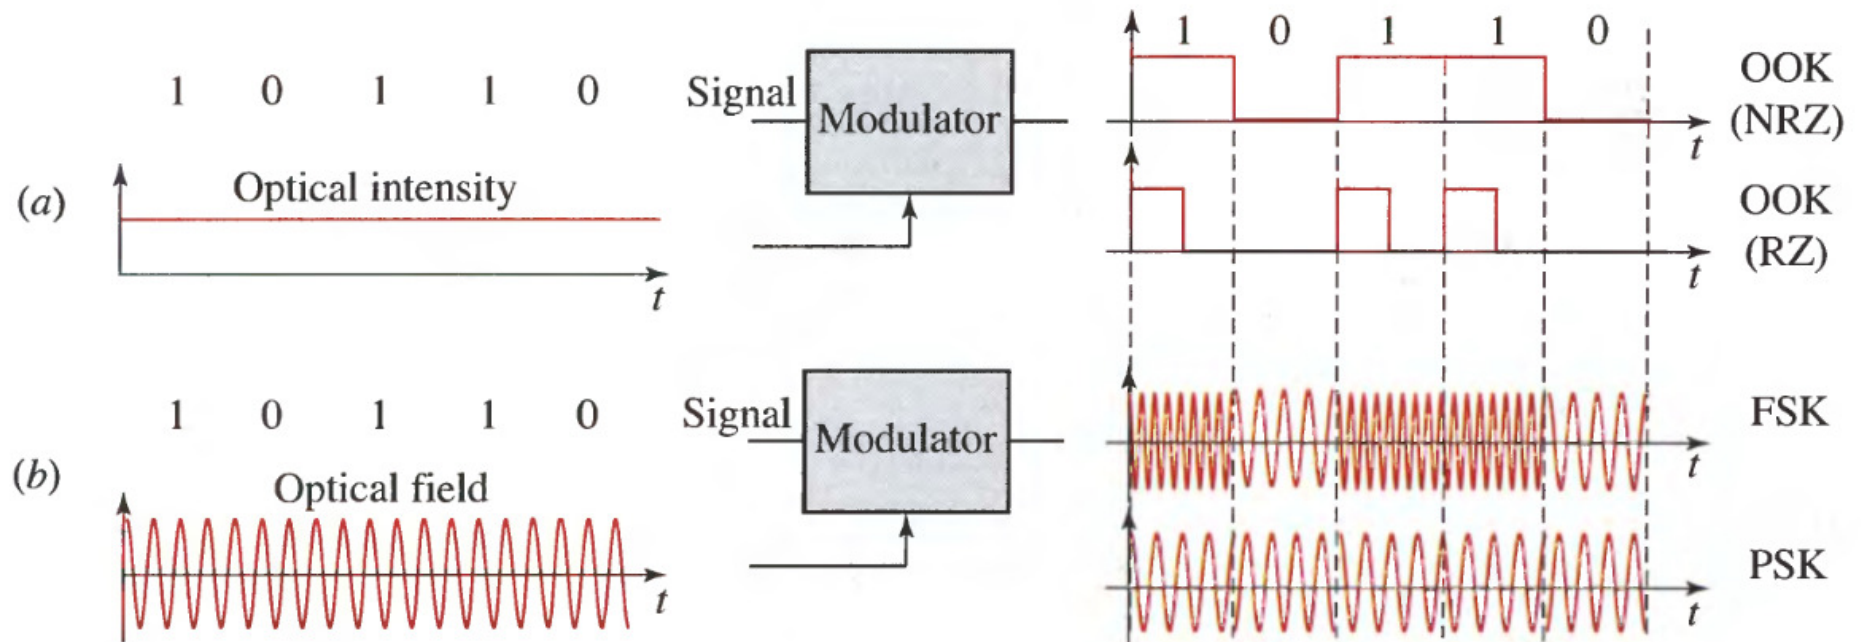 1 0 1 1 0
OOK
(NRZ)
t
1 0 1 1 0
Signal
Modulator
(a)
Optical intensity
t
OOK
(RZ)
t
1 0 1 1 0
Signal
Modulator
FSK
t
(b)
Optical field
t
PSK
t